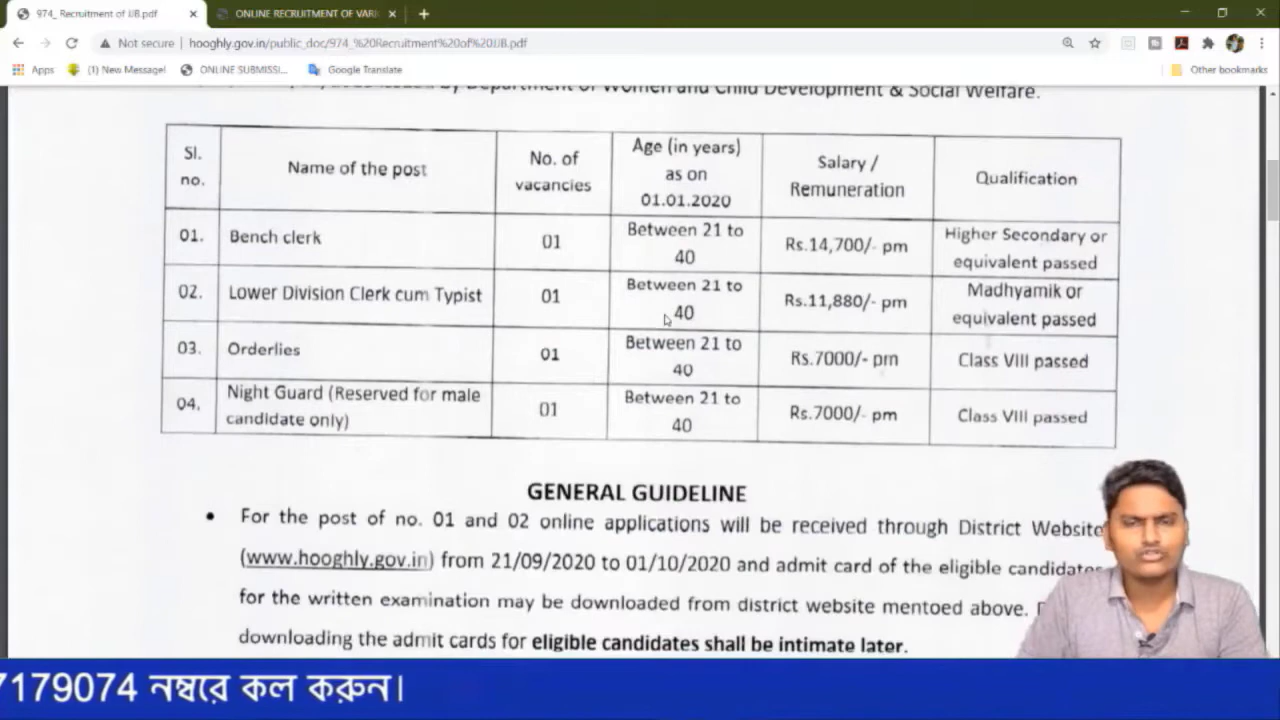 974_ Recruitment of JJB.pdf
ONLINE RECRUITMENT OF VARI
Not secure | hooghly.gov.in/public_doc/974_%20Recruitment%20of%20JJB.pdf
Apps (1) New Message! ONLINE SUBMISSI... Google Translate Other bookmarks
issued by Department of Women and Child Development & Social Welfare.
Sl. no. Name of the post No. of vacancies Age (in years) as on 01.01.2020 Salary / Remuneration Qualification
01. Bench clerk 01 Between 21 to 40 Rs.14,700/- pm Higher Secondary or equivalent passed
02. Lower Division Clerk cum Typist 01 Between 21 to 40 Rs.11,880/- pm Madhyamik or equivalent passed
03. Orderlies 01 Between 21 to 40 Rs.7000/- pm Class VIII passed
04. Night Guard (Reserved for male candidate only) 01 Between 21 to 40 Rs.7000/- pm Class VIII passed
GENERAL GUIDELINE
• For the post of no. 01 and 02 online applications will be received through District Website
(www.hooghly.gov.in) from 21/09/2020 to 01/10/2020 and admit card of the eligible candidates
for the written examination may be downloaded from district website mentoed above.
downloading the admit cards for eligible candidates shall be intimate later.
7179074 নম্বরে কল করুন।